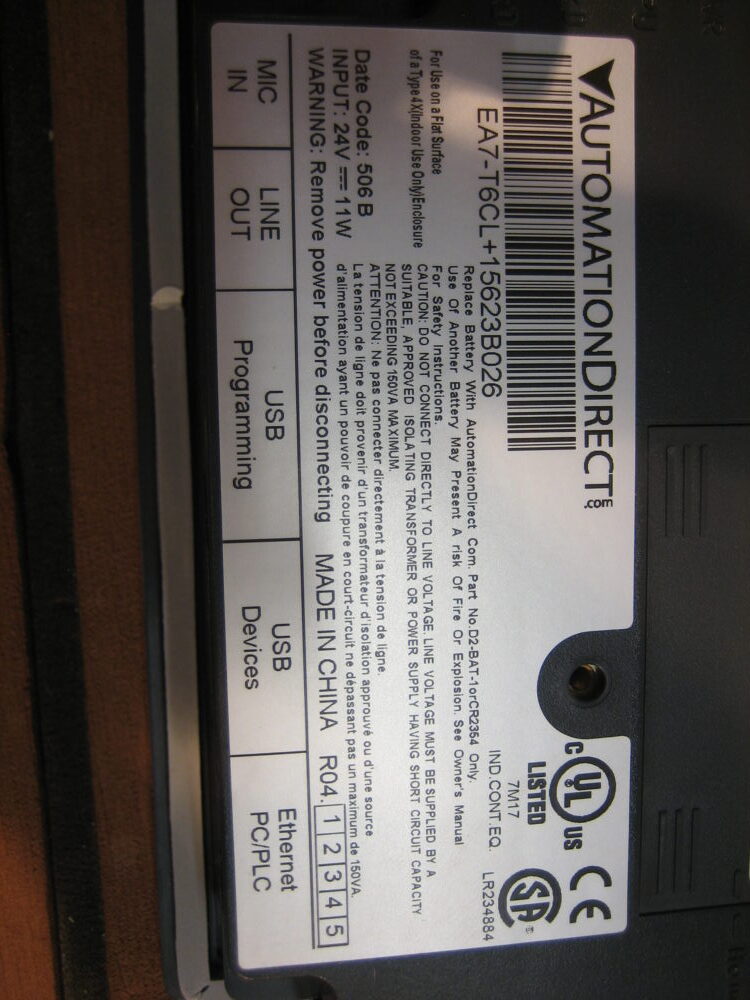 AUTOMATIONDIRECT.COM
EA7-T6CL+15623B026
For Use on a Flat Surface
of a Type 4X(Indoor Use Only)Enclosure
Replace Battery With AutomationDirect Com. Part No.D2-BAT-1orCR2354 Only.
Use Of Another Battery May Present A risk Of Fire Or Explosion. See Owner's Manual
For Safety Instructions.
CAUTION: DO NOT CONNECT DIRECTLY TO LINE VOLTAGE. LINE VOLTAGE MUST BE SUPPLIED BY A
SUITABLE, APPROVED ISOLATING TRANSFORMER OR POWER SUPPLY HAVING SHORT CIRCUIT CAPACITY
NOT EXCEEDING 150VA MAXIMUM.
ATTENTION: Ne pas connecter directement à la tension de ligne.
La tension de ligne doit provenir d'un transformateur d'isolation approuvé ou d'une source
d'alimentation ayant un pouvoir de coupure en court-circuit ne dépassant pas un maximum de 150VA.
Date Code: 506 B
INPUT: 24V 11W
WARNING: Remove power before disconnecting MADE IN CHINA R04. 1 2 3 4 5
C UL US
LISTED
7M17
IND.CONT.EQ.
CE
SA ®
LR234884
MIC
IN
LINE
OUT
USB
Programming
USB
Devices
Ethernet
PC/PLC